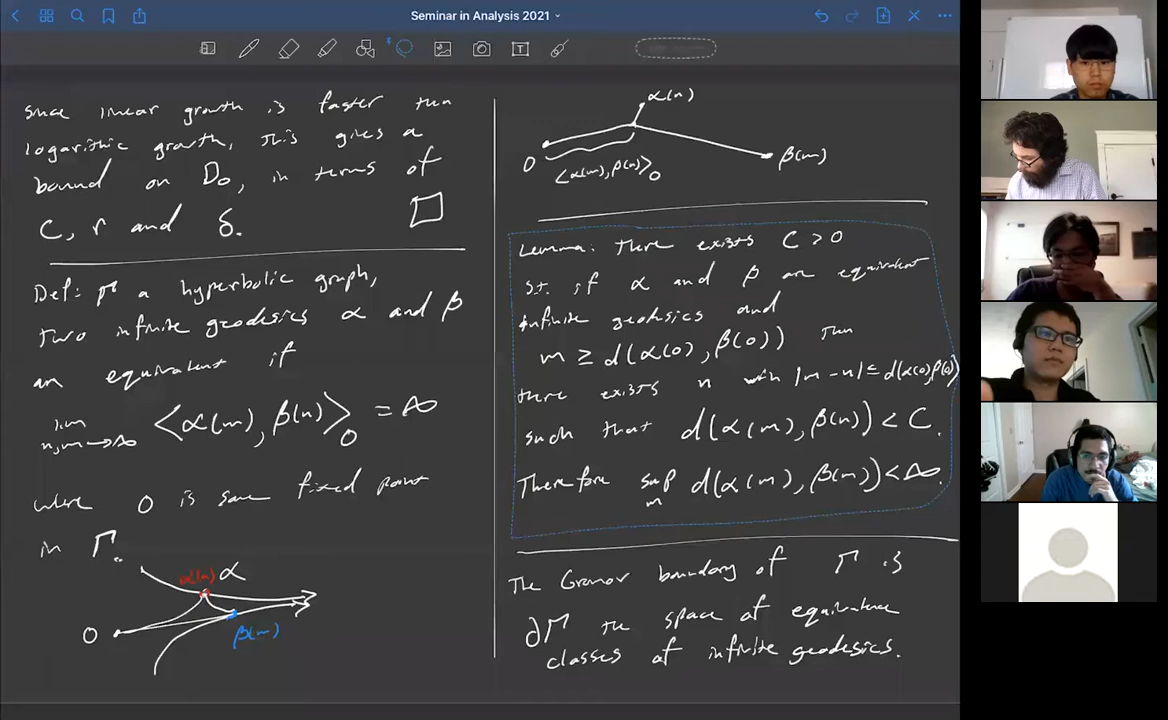 Seminar in Analysis 2021
Since linear growth is faster than
logarithmic growth, this gives a
bound on D₀, in terms of
C, r and δ.
Def: Γ a hyperbolic graph,
two infinite geodesics α and β
are equivalent if
lim n,m→∞ <α(m), β(n)>₀ = ∞
where 0 is some fixed point
in Γ.
α(n) α
0
β(m)
α(n)
0
<α(m), β(n)>₀
β(m)
Lemma: There exists C > 0
s.t. if α and β are equivalent
infinite geodesics and
m ≥ d(α(0), β(0)) then
there exists n with |m-n| ≤ d(α(0), β(0))
such that d(α(m), β(n)) < C.
Therefore sup m d(α(m), β(m)) < ∞.
The Gromov boundary of Γ is
∂Γ the space of equivalence
classes of infinite geodesics.